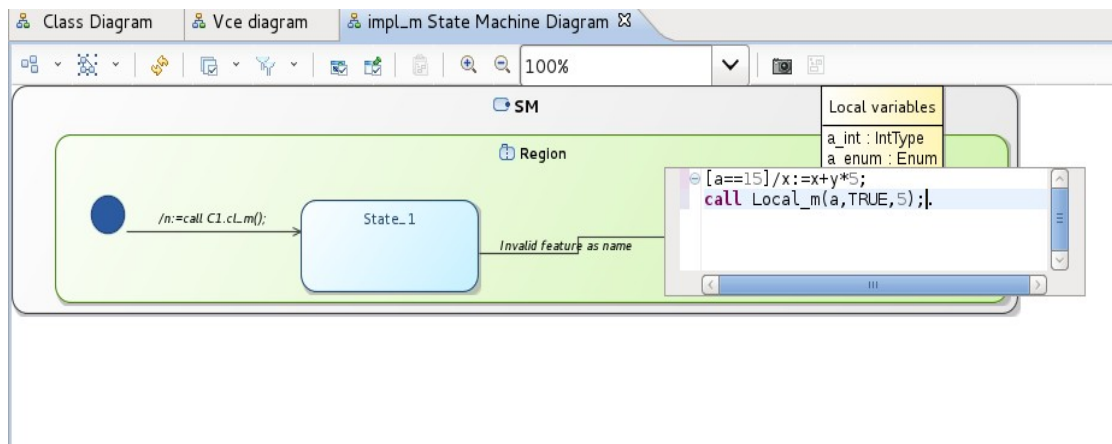 Class Diagram
Vce diagram
impl_m State Machine Diagram
100%
SM
Local variables
a_int : IntType
a_enum : Enum
Region
[a==15]/x:=x+y*5;
call Local_m(a,TRUE,5);.
/n:=call C1.cl_m();
State_1
Invalid feature as name